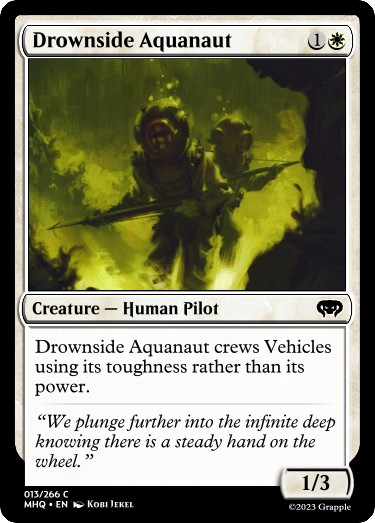 Drownside Aquanaut 1
Creature — Human Pilot
Drownside Aquanaut crews Vehicles
using its toughness rather than its
power.
“We plunge further into the infinite deep
knowing there is a steady hand on the
wheel.”
1/3
013/266 C
MHQ • EN Kobi Jekel
©2023 Grapple